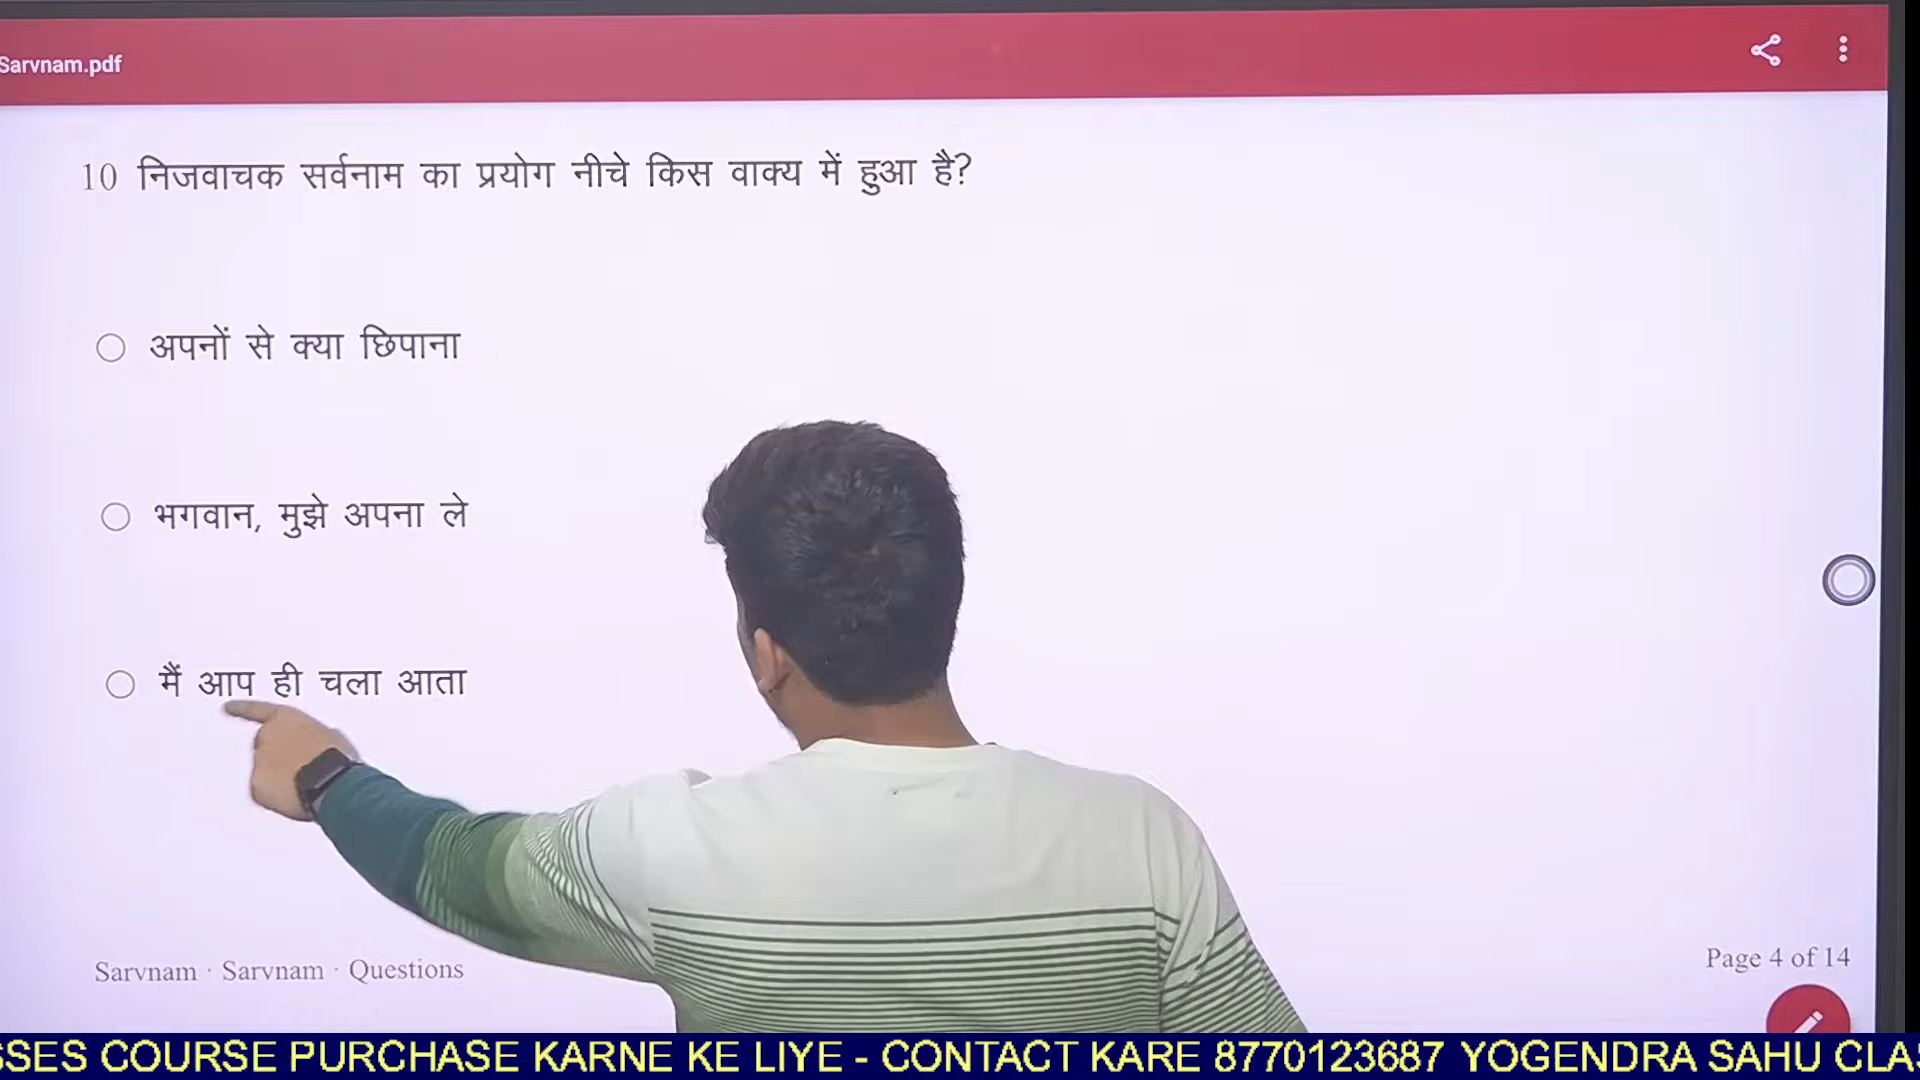 Sarvnam.pdf
10 निजवाचक सर्वनाम का प्रयोग नीचे किस वाक्य में हुआ है?
अपनों से क्या छिपाना
भगवान, मुझे अपना ले
मैं आप ही चला आता
Sarvnam · Sarvnam · Questions
Page 4 of 14
SSES COURSE PURCHASE KARNE KE LIYE - CONTACT KARE 8770123687 YOGENDRA SAHU CLAS